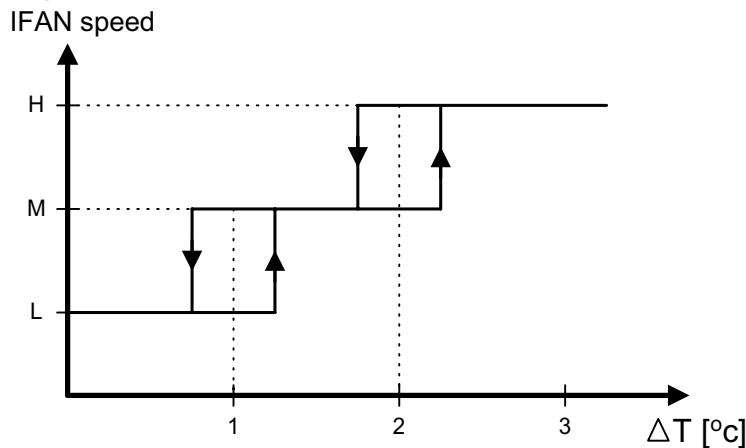 IFAN speed
H
M
L
1 2 3
△T [ºc]